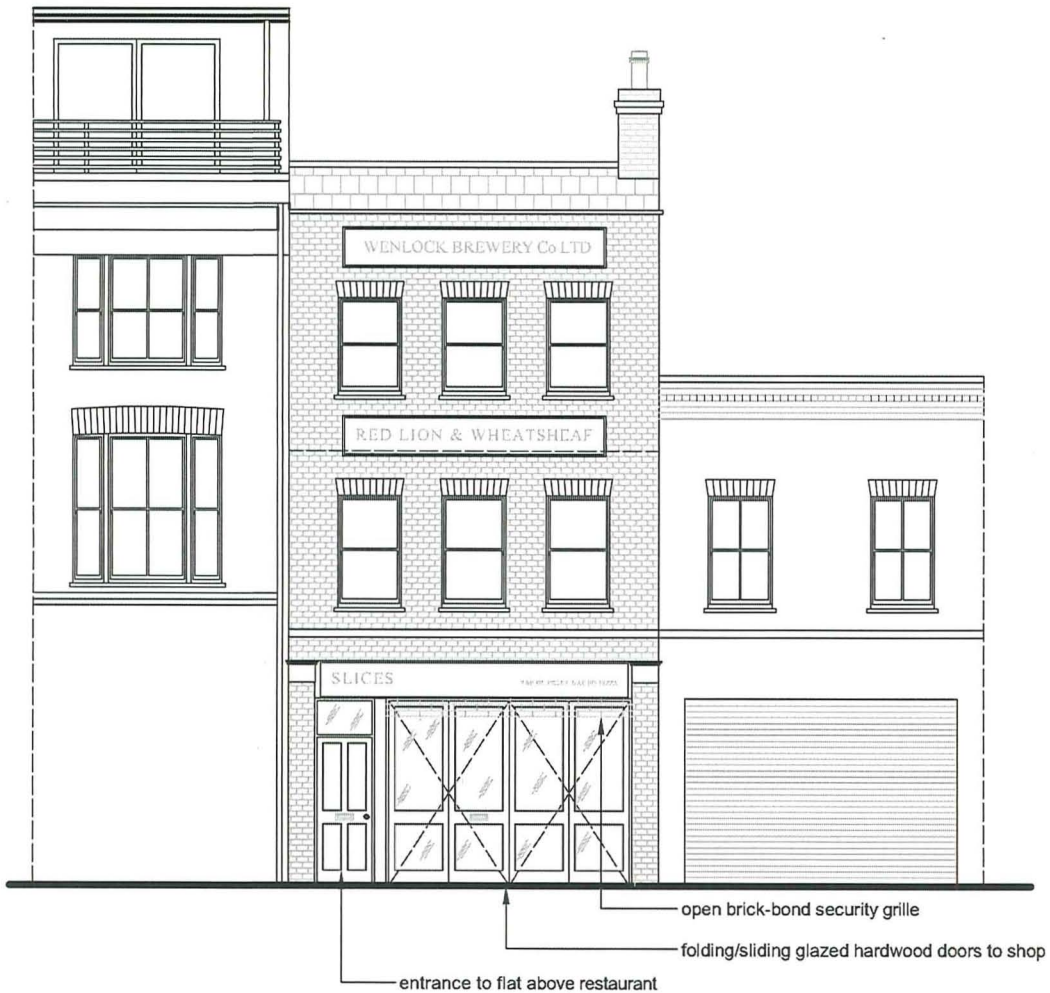 WENLOCK BREWERY Co LTD
RED LION & WHEATSHEAF
SLICES
open brick-bond security grille
folding/sliding glazed hardwood doors to shop
entrance to flat above restaurant